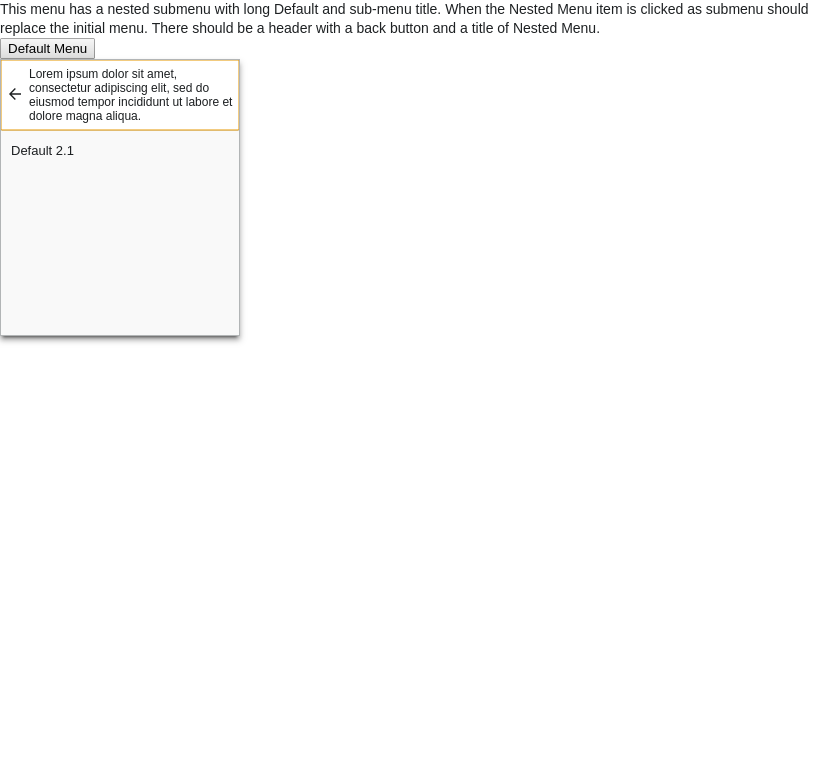 This menu has a nested submenu with long Default and sub-menu title. When the Nested Menu item is clicked as submenu should
replace the initial menu. There should be a header with a back button and a title of Nested Menu.
Default Menu
Lorem ipsum dolor sit amet,
consectetur adipiscing elit, sed do
eiusmod tempor incididunt ut labore et
dolore magna aliqua.
Default 2.1